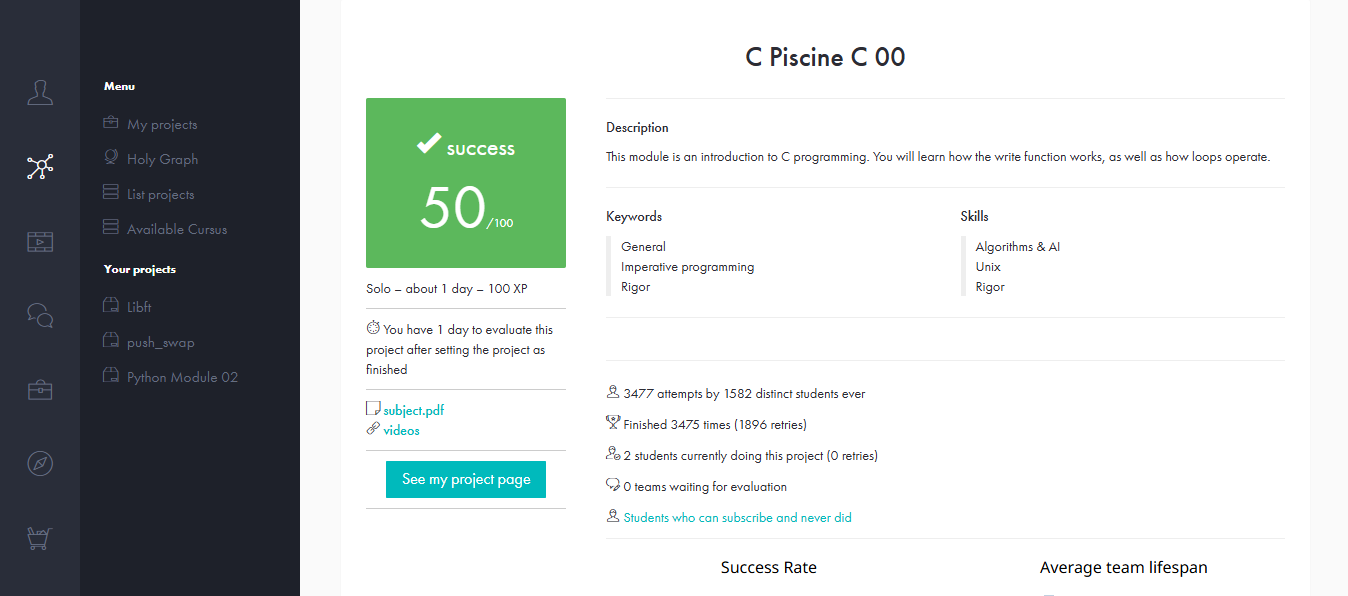 Menu
My projects
Holy Graph
List projects
Available Cursus
Your projects
Libft
push_swap
Python Module 02
C Piscine C 00
success
50/100
Solo – about 1 day – 100 XP
You have 1 day to evaluate this
project after setting the project as
finished
subject.pdf
videos
See my project page
Description
This module is an introduction to C programming. You will learn how the write function works, as well as how loops operate.
Keywords
General
Imperative programming
Rigor
Skills
Algorithms & AI
Unix
Rigor
3477 attempts by 1582 distinct students ever
Finished 3475 times (1896 retries)
2 students currently doing this project (0 retries)
0 teams waiting for evaluation
Students who can subscribe and never did
Success Rate
Average team lifespan